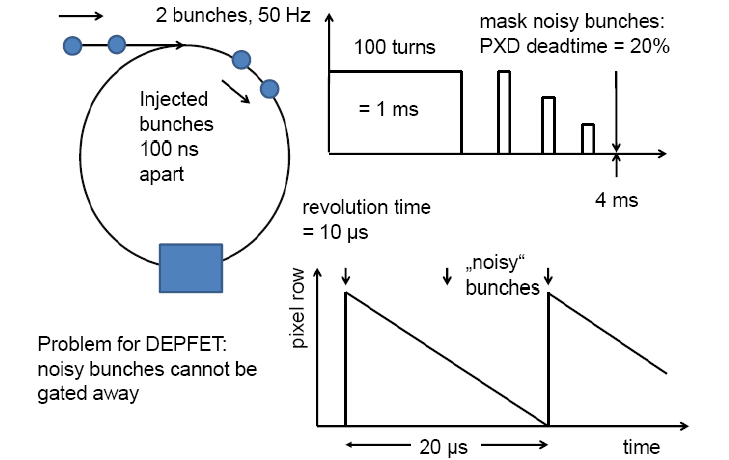 2 bunches, 50 Hz
Injected
bunches
100 ns
apart
100 turns
= 1 ms
mask noisy bunches:
PXD deadtime = 20%
4 ms
revolution time
= 10 µs
„noisy“
bunches
pixel row
20 µs
time
Problem for DEPFET:
noisy bunches cannot be
gated away